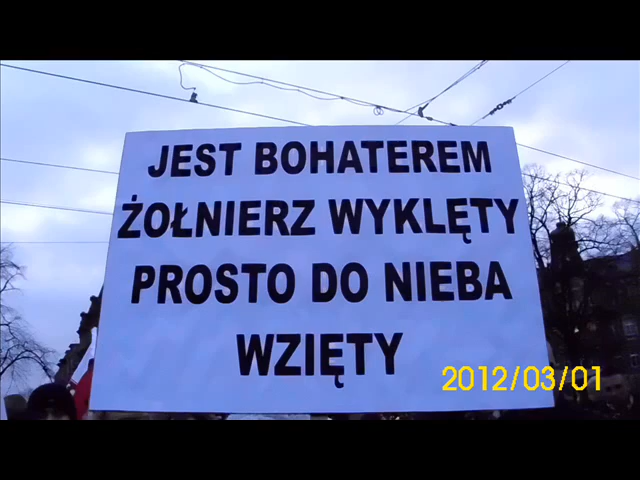 JEST BOHATEREM
ŻOŁNIERZ WYKLĘTY
PROSTO DO NIEBA
WZIĘTY
2012/03/01